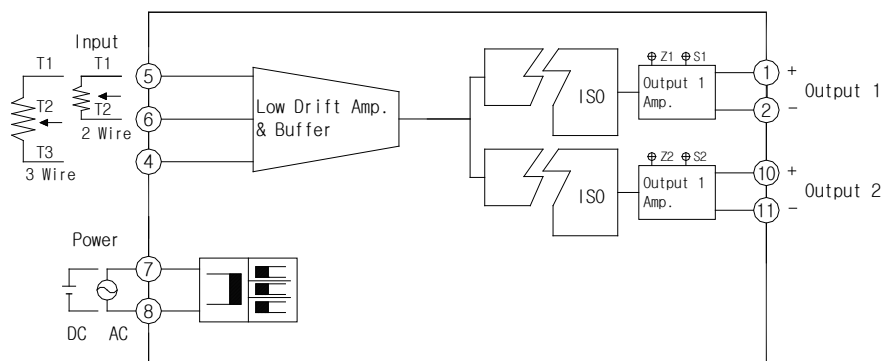 Input
T1
T2
T3
3 Wire
T1
T2
2 Wire
5
6
4
Low Drift Amp.
& Buffer
ISO
Z1 S1
Output 1
Amp.
1 +
2 −
Output 1
ISO
Z2 S2
Output 1
Amp.
10 +
11 −
Output 2
Power
7
8
DC AC